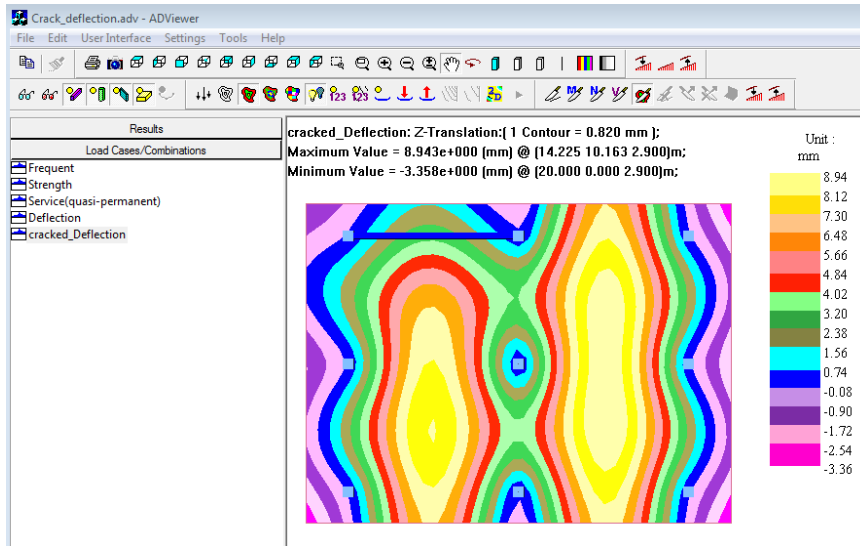 Crack_deflection.adv - ADViewer
File Edit User Interface Settings Tools Help
Results
Load Cases/Combinations
Frequent
Strength
Service(quasi-permanent)
Deflection
cracked_Deflection
cracked_Deflection: Z-Translation:( 1 Contour = 0.820 mm );
Maximum Value = 8.943e+000 (mm) @ (14.225 10.163 2.900)m;
Minimum Value = -3.358e+000 (mm) @ (20.000 0.000 2.900)m;
Unit :
mm
8.94
8.12
7.30
6.48
5.66
4.84
4.02
3.20
2.38
1.56
0.74
-0.08
-0.90
-1.72
-2.54
-3.36